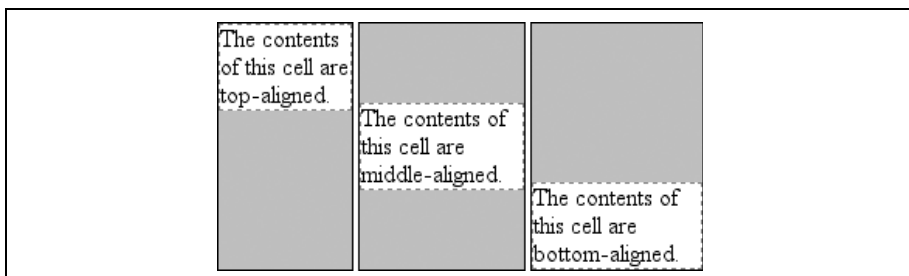 The contents
of this cell are
top-aligned.
The contents of
this cell are
middle-aligned.
The contents of
this cell are
bottom-aligned.